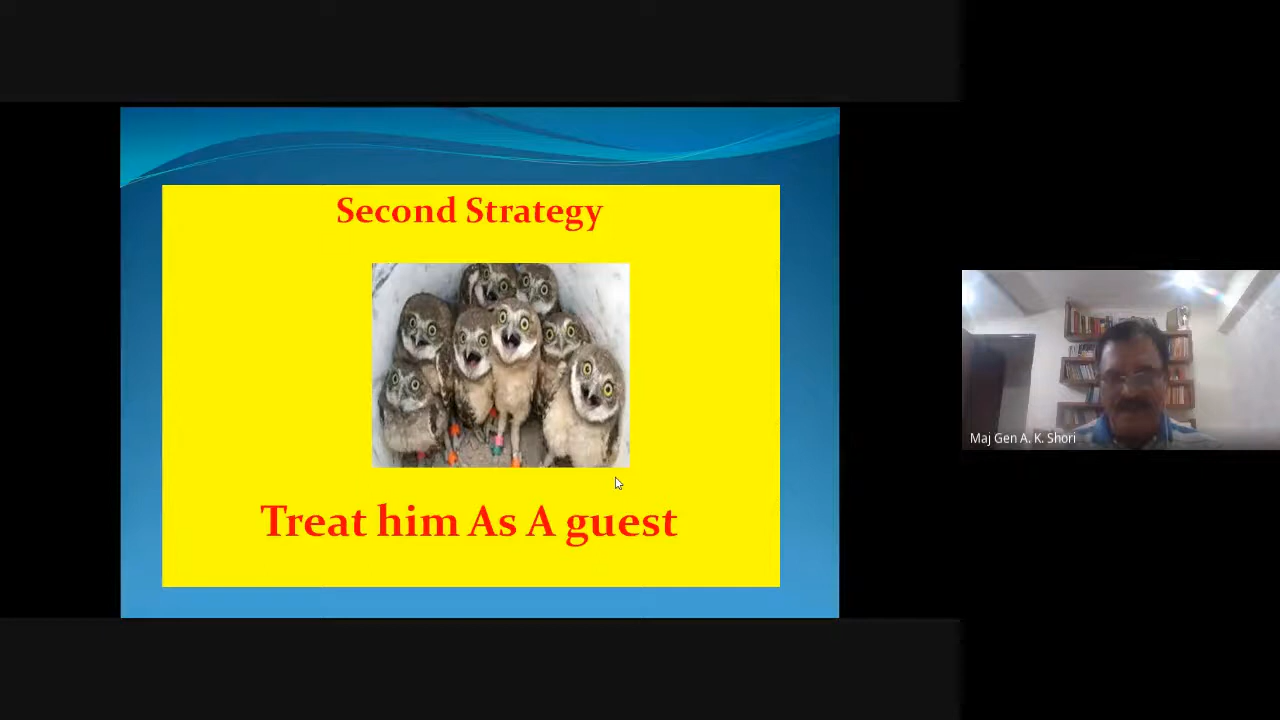 Second Strategy
Treat him As A guest
Maj Gen A. K. Shori